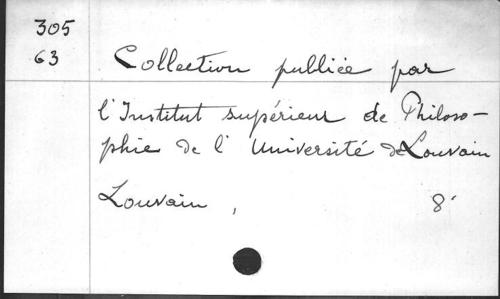 305
63
Collection publiée par
l'Institut supérieur de Philoso-
phie de l'Université de Louvain
Louvain, 8°